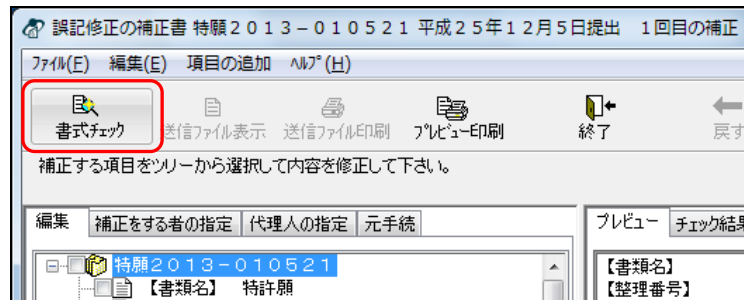 誤記修正の補正書 特願２０１３－０１０５２１ 平成２５年１２月５日提出　１回目の補正
ﾌｧｲﾙ(F)　編集(E)　項目の追加　ﾍﾙﾌﾟ(H)
書式ﾁｪｯｸ　送信ﾌｧｲﾙ表示　送信ﾌｧｲﾙ印刷　ﾌﾟﾚﾋﾞｭｰ印刷　終了　戻す
補正する項目をツリーから選択して内容を修正して下さい。
編集　補正をする者の指定　代理人の指定　元手続　プレビュー　チェック結果
特願２０１３－０１０５２１　【書類名】
【書類名】　特許願　【整理番号】